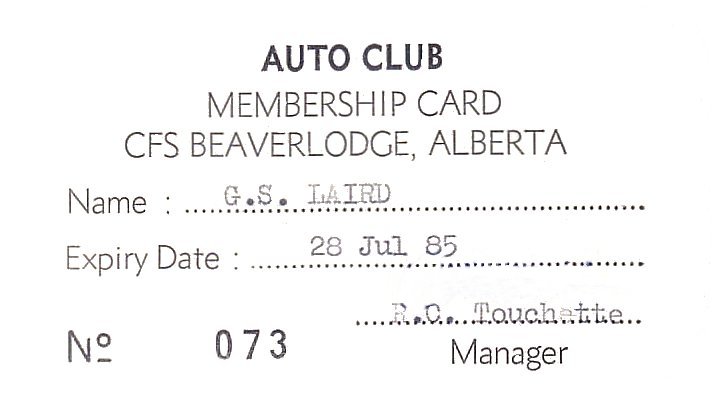 AUTO CLUB
MEMBERSHIP CARD
CFS BEAVERLODGE, ALBERTA
Name : G.S. LAIRD
Expiry Date : 28 Jul 85
R.C. Touchette
Nº 073 Manager